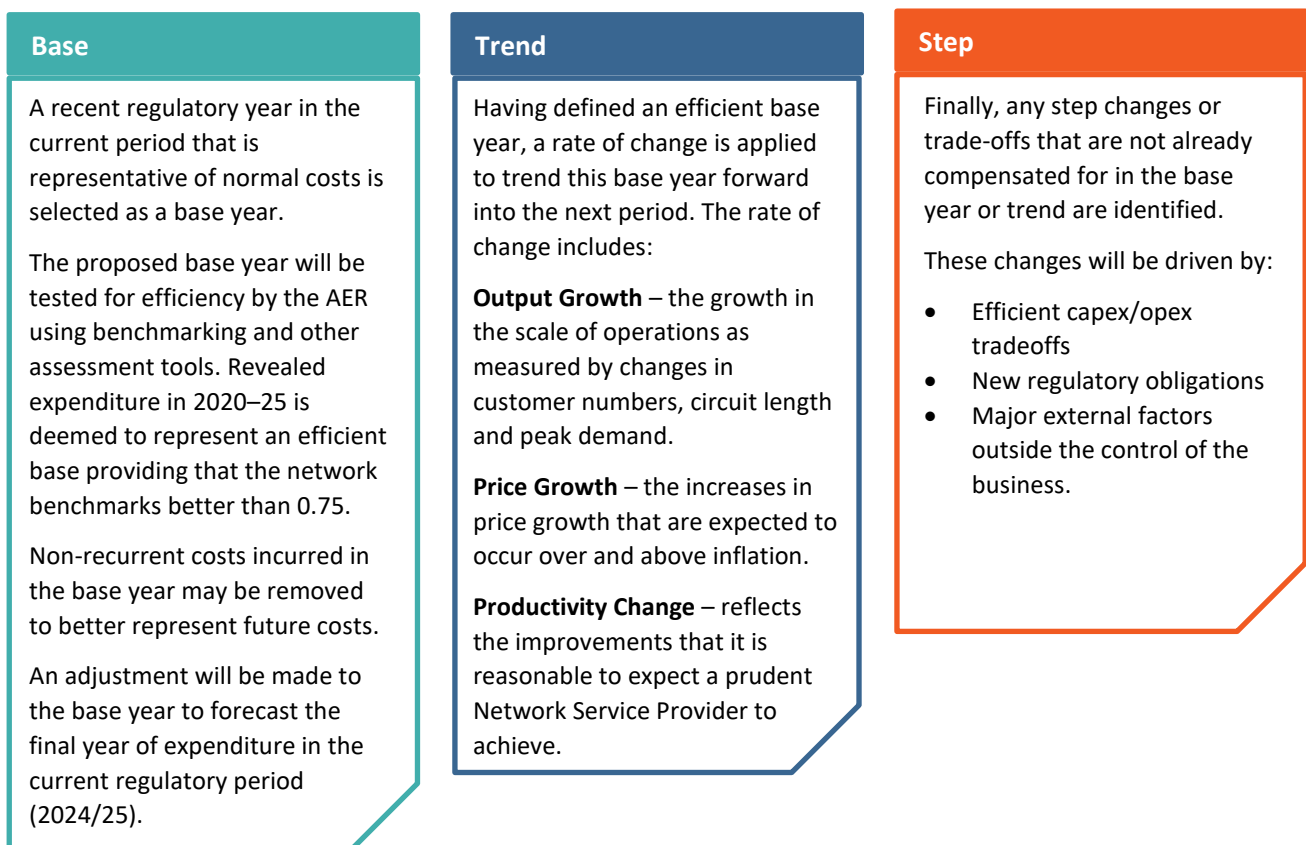 Base
A recent regulatory year in the
current period that is
representative of normal costs is
selected as a base year.
The proposed base year will be
tested for efficiency by the AER
using benchmarking and other
assessment tools. Revealed
expenditure in 2020–25 is
deemed to represent an efficient
base providing that the network
benchmarks better than 0.75.
Non-recurrent costs incurred in
the base year may be removed
to better represent future costs.
An adjustment will be made to
the base year to forecast the
final year of expenditure in the
current regulatory period
(2024/25).
Trend
Having defined an efficient base
year, a rate of change is applied
to trend this base year forward
into the next period. The rate of
change includes:
Output Growth – the growth in
the scale of operations as
measured by changes in
customer numbers, circuit length
and peak demand.
Price Growth – the increases in
price growth that are expected to
occur over and above inflation.
Productivity Change – reflects
the improvements that it is
reasonable to expect a prudent
Network Service Provider to
achieve.
Step
Finally, any step changes or
trade-offs that are not already
compensated for in the base
year or trend are identified.
These changes will be driven by:
• Efficient capex/opex
tradeoffs
• New regulatory obligations
• Major external factors
outside the control of the
business.